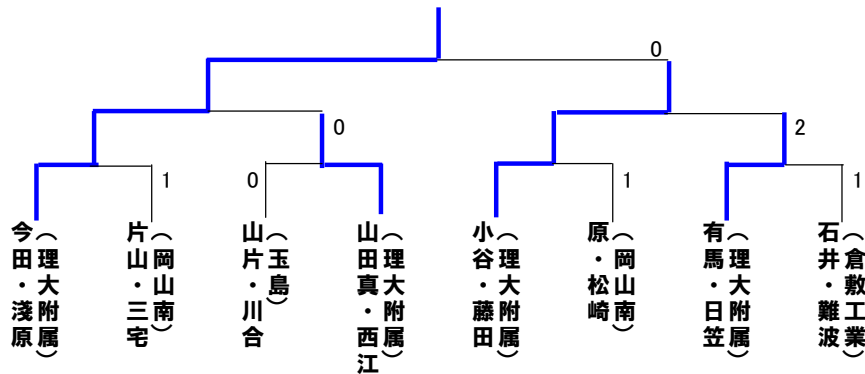 0
0
2
1
0
1
1
今田・淺原
(理大附属)
片山・三宅
(岡山南)
山片・川合
(玉島)
山田真・西江
(理大附属)
小谷・藤田
(理大附属)
原・松崎
(岡山南)
有馬・日笠
(理大附属)
石井・難波
(倉敷工業)